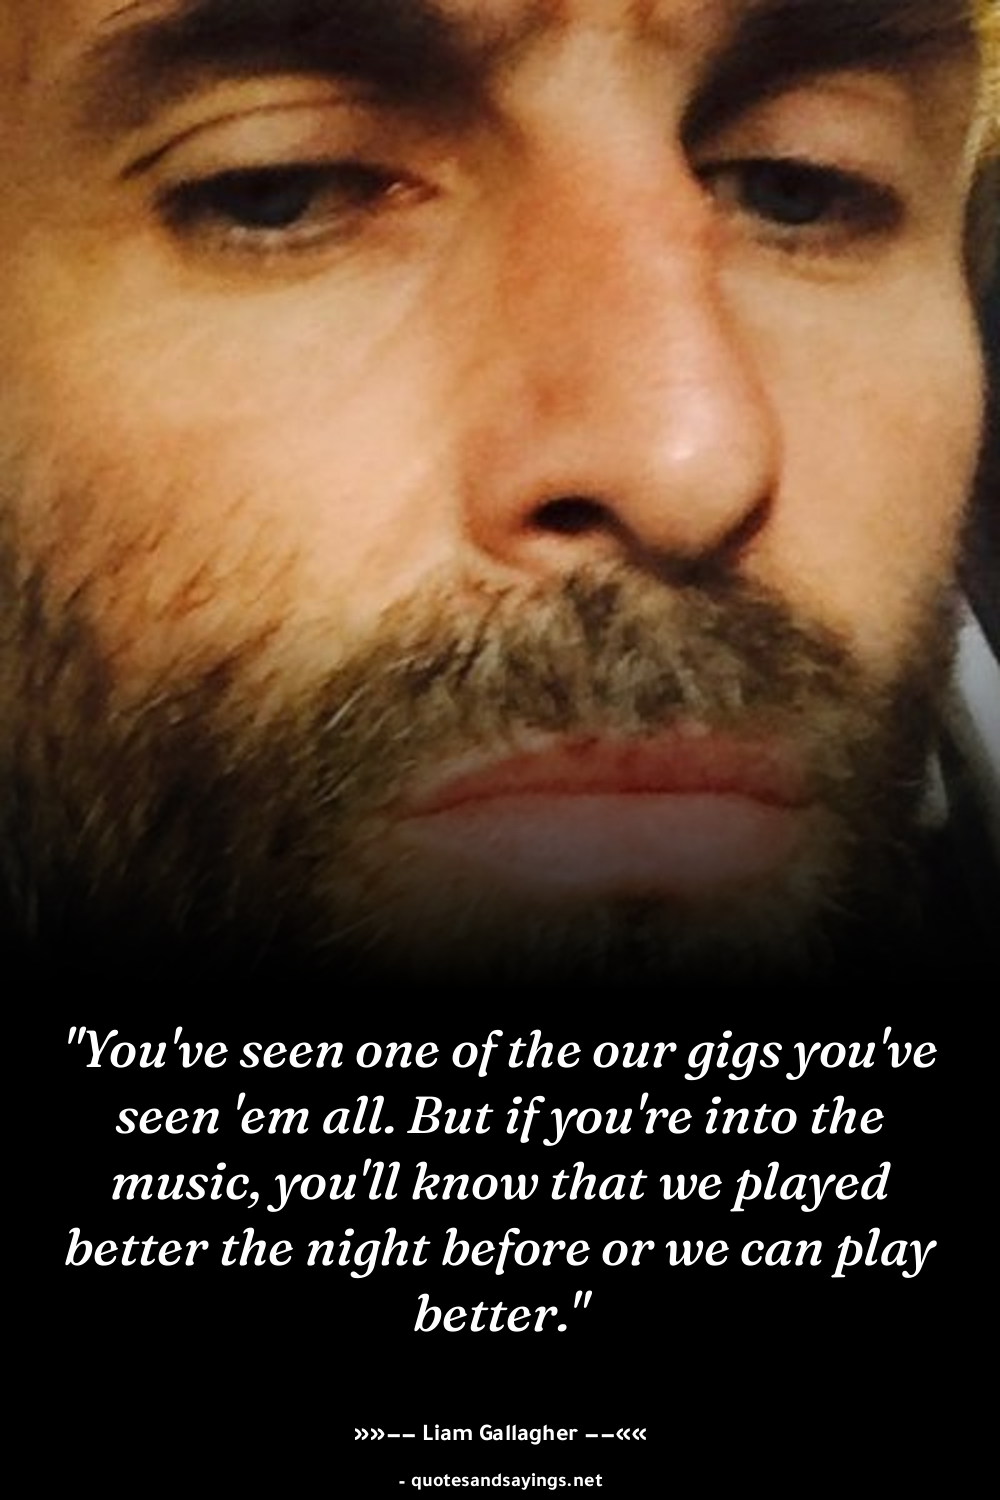 "You've seen one of the our gigs you've
seen 'em all. But if you're into the
music, you'll know that we played
better the night before or we can play
better."
»»−− Liam Gallagher −−««
- quotesandsayings.net